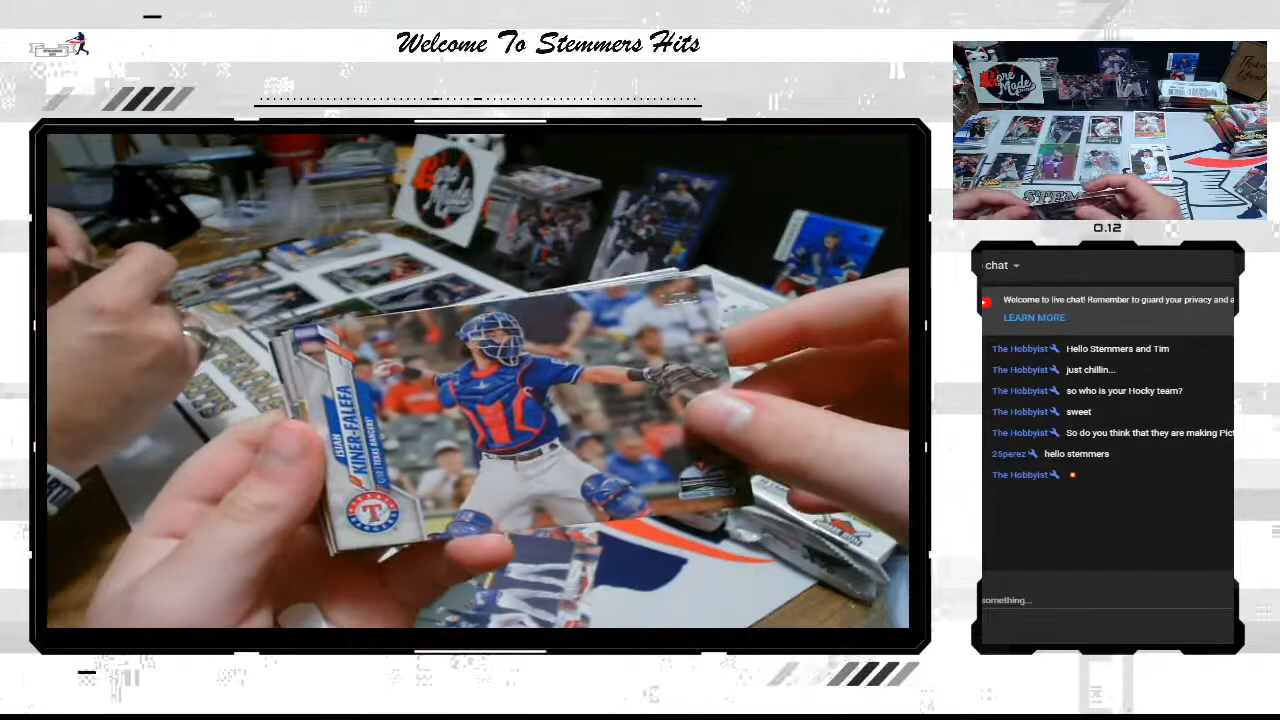 Welcome To Stemmers Hits
ISIAH
KINER-FALEFA
TEXAS RANGERS
T
Made
Made
0.12
chat
Welcome to live chat! Remember to guard your privacy and a
LEARN MORE
The Hobbyist Hello Stemmers and Tim
The Hobbyist just chillin...
The Hobbyist so who is your Hocky team?
The Hobbyist sweet
The Hobbyist So do you think that they are making Pict
25perez hello stemmers
The Hobbyist
something...